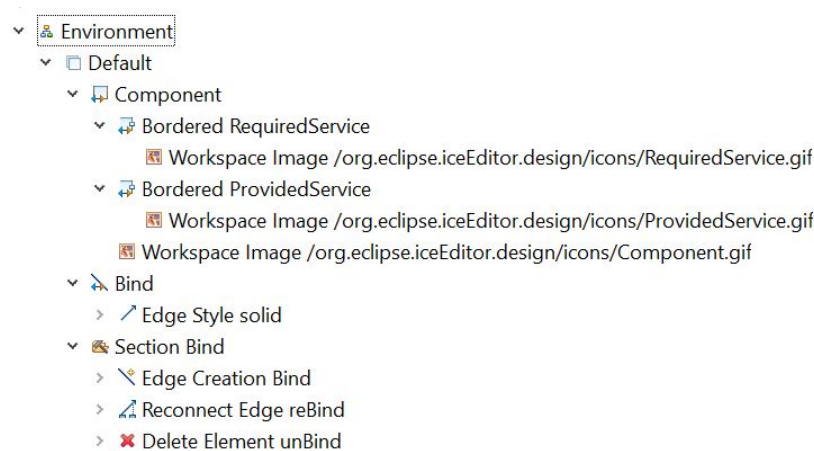 Environment
Default
Component
Bordered RequiredService
Workspace Image /org.eclipse.iceEditor.design/icons/RequiredService.gif
Bordered ProvidedService
Workspace Image /org.eclipse.iceEditor.design/icons/ProvidedService.gif
Workspace Image /org.eclipse.iceEditor.design/icons/Component.gif
Bind
Edge Style solid
Section Bind
Edge Creation Bind
Reconnect Edge reBind
Delete Element unBind